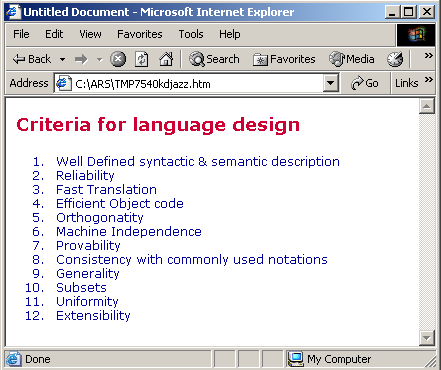 Untitled Document - Microsoft Internet Explorer
File Edit View Favorites Tools Help
Back Search Favorites Media
Address C:\ARS\TMP7540kdjazz.htm Go Links
Criteria for language design
1. Well Defined syntactic & semantic description
2. Reliability
3. Fast Translation
4. Efficient Object code
5. Orthogonatity
6. Machine Independence
7. Provability
8. Consistency with commonly used notations
9. Generality
10. Subsets
11. Uniformity
12. Extensibility
Done My Computer